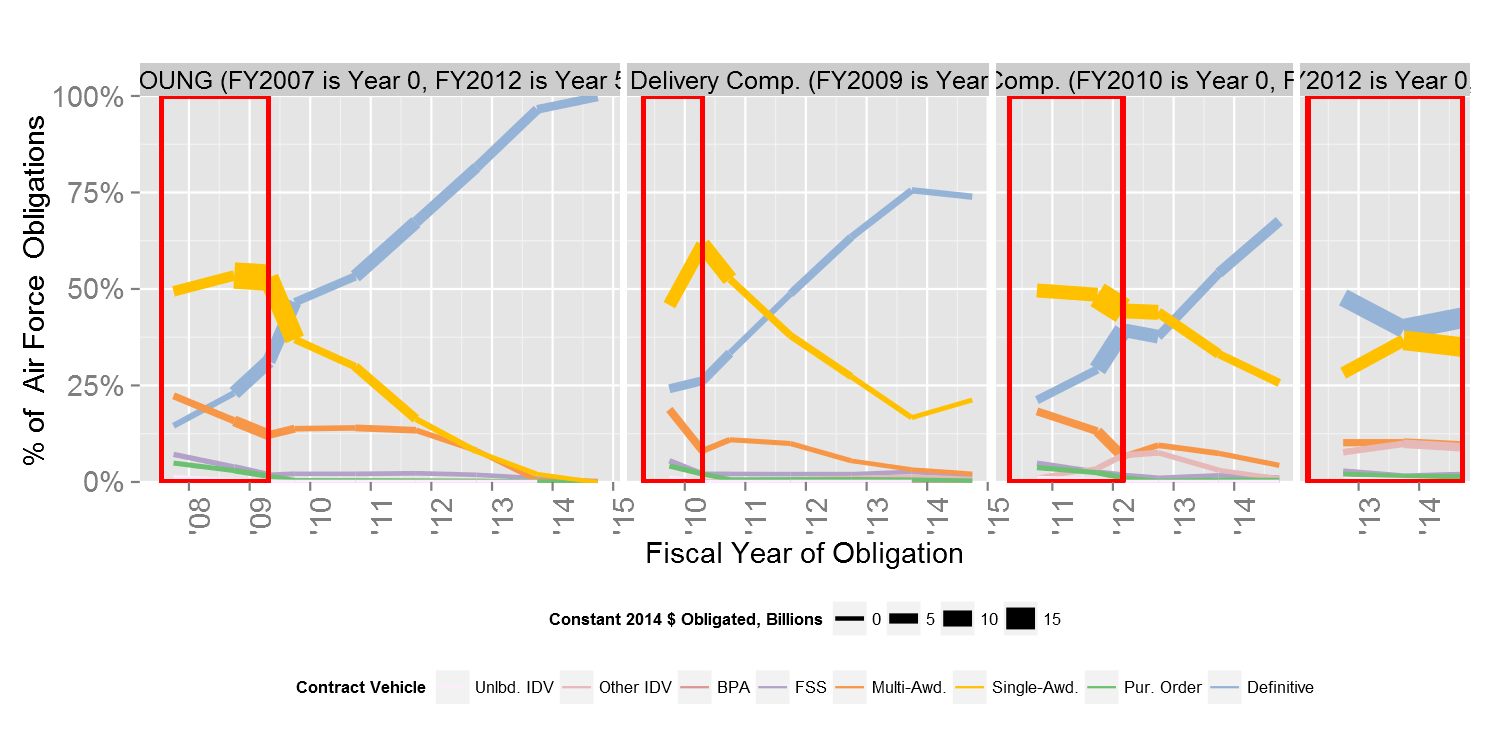 OUNG (FY2007 is Year 0, FY2012 is Year 5
Delivery Comp. (FY2009 is Year
Comp. (FY2010 is Year 0, F
Y2012 is Year 0,
% of Air Force Obligations
100%
75%
50%
25%
0%
'08 '09 '10 '11 '12 '13 '14 '15
'10 '11 '12 '13 '14 '15
'11 '12 '13 '14
'13 '14
Fiscal Year of Obligation
Constant 2014 $ Obligated, Billions 0 5 10 15
Contract Vehicle Unlbd. IDV Other IDV BPA FSS Multi-Awd. Single-Awd. Pur. Order Definitive